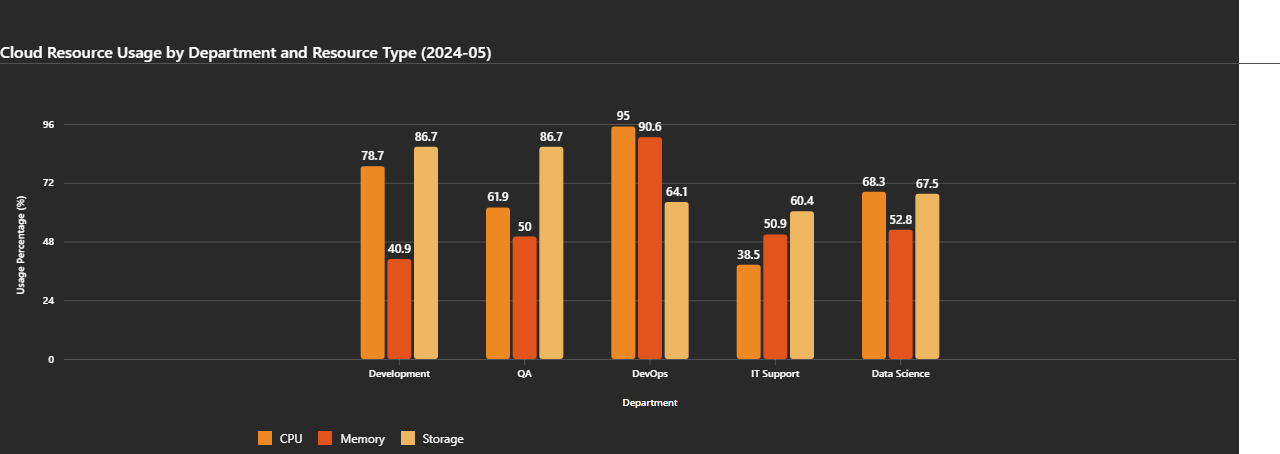 Cloud Resource Usage by Department and Resource Type (2024-05)
96
72
48
24
0
Usage Percentage (%)
78.7
40.9
86.7
61.9
50
86.7
95
90.6
64.1
38.5
50.9
60.4
68.3
52.8
67.5
Development
QA
DevOps
IT Support
Data Science
Department
CPU
Memory
Storage